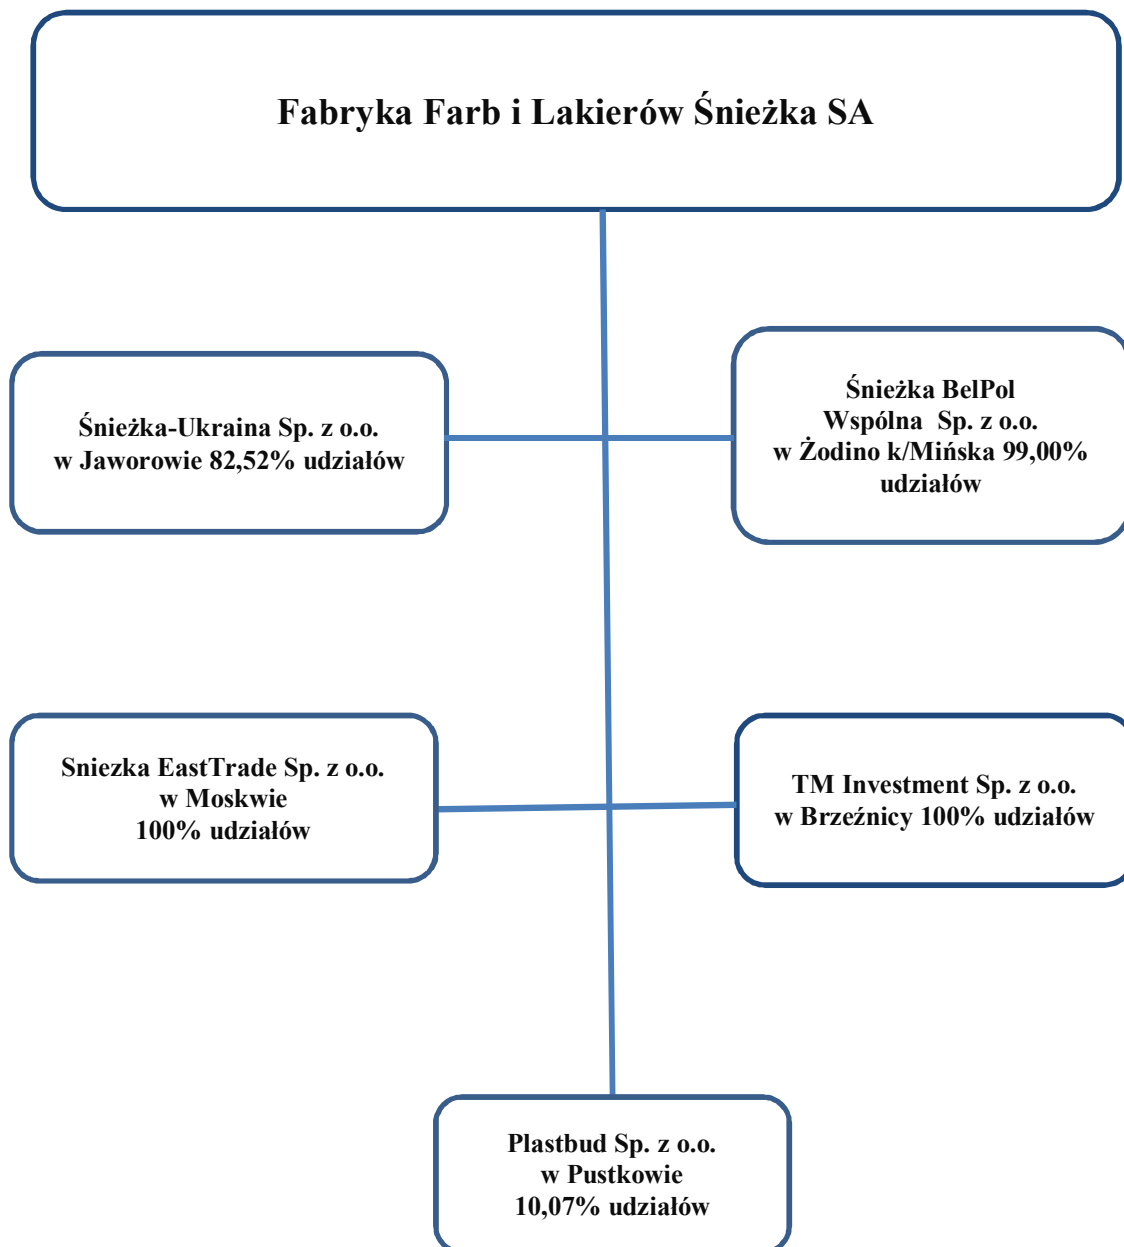 Fabryka Farb i Lakierów Śnieżka SA
Śnieżka-Ukraina Sp. z o.o.
w Jaworowie 82,52% udziałów
Śnieżka BelPol
Wspólna Sp. z o.o.
w Żodino k/Mińska 99,00%
udziałów
Sniezka EastTrade Sp. z o.o.
w Moskwie
100% udziałów
TM Investment Sp. z o.o.
w Brzeźnicy 100% udziałów
Plastbud Sp. z o.o.
w Pustkowie
10,07% udziałów